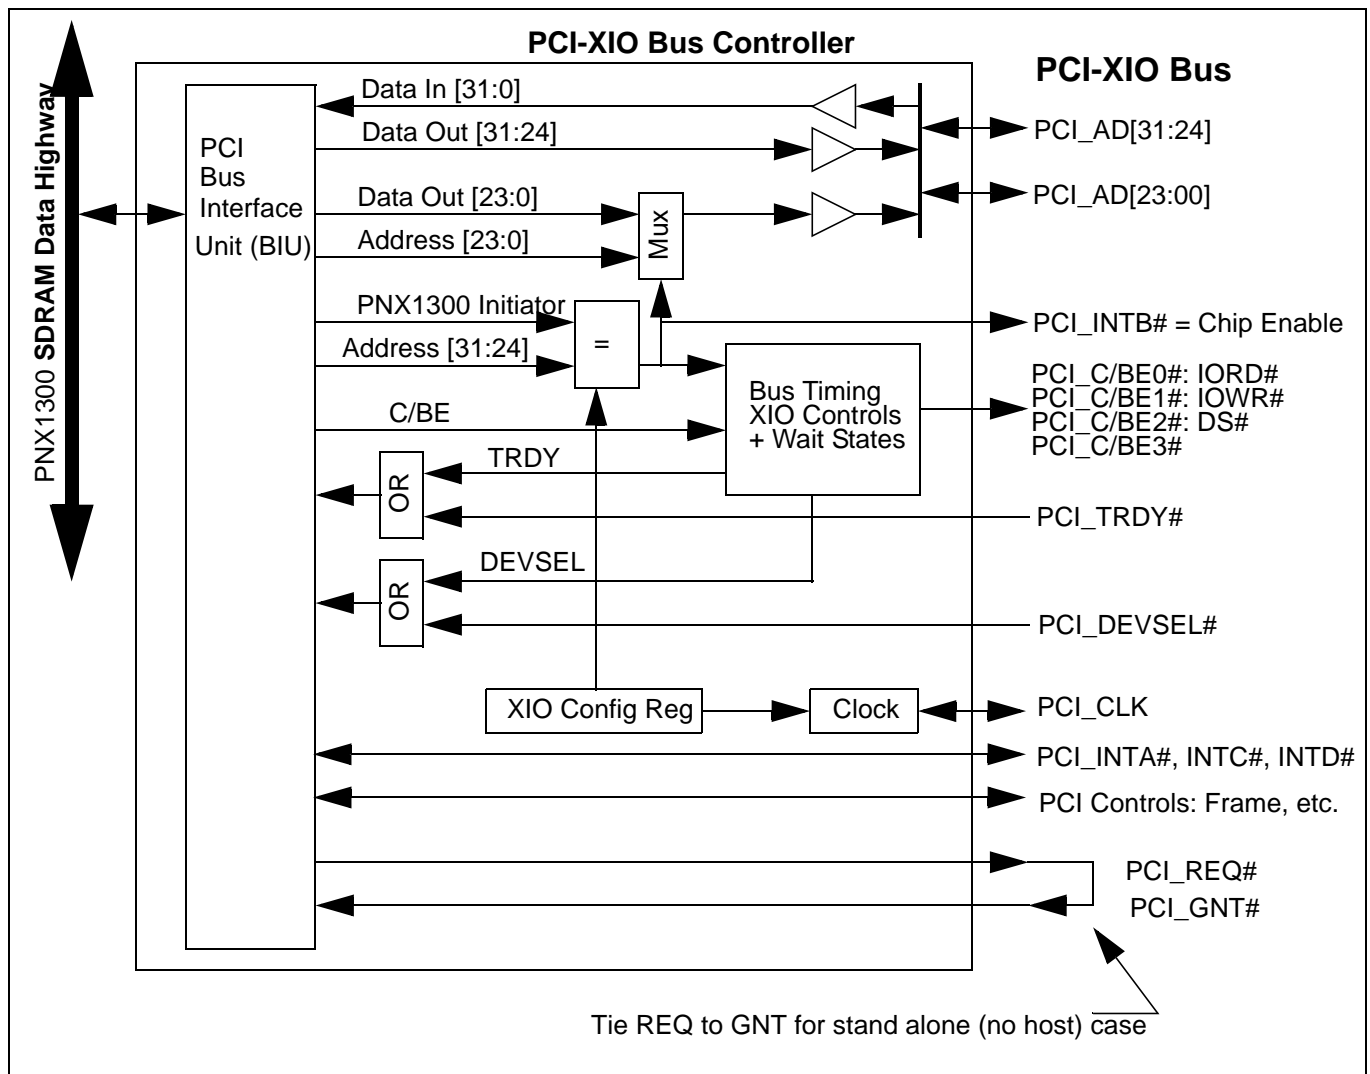 PCI-XIO Bus Controller
PCI-XIO Bus
PNX1300 SDRAM Data Highway
PCI
Bus
Interface
Unit (BIU)
Data In [31:0]
Data Out [31:24]
PCI_AD[31:24]
Data Out [23:0]
PCI_AD[23:00]
Address [23:0]
Mux
PNX1300 Initiator
=
PCI_INTB# = Chip Enable
Address [31:24]
Bus Timing
XIO Controls
+ Wait States
PCI_C/BE0#: IORD#
PCI_C/BE1#: IOWR#
PCI_C/BE2#: DS#
PCI_C/BE3#
C/BE
TRDY
OR
PCI_TRDY#
DEVSEL
OR
PCI_DEVSEL#
XIO Config Reg
Clock
PCI_CLK
PCI_INTA#, INTC#, INTD#
PCI Controls: Frame, etc.
PCI_REQ#
PCI_GNT#
Tie REQ to GNT for stand alone (no host) case